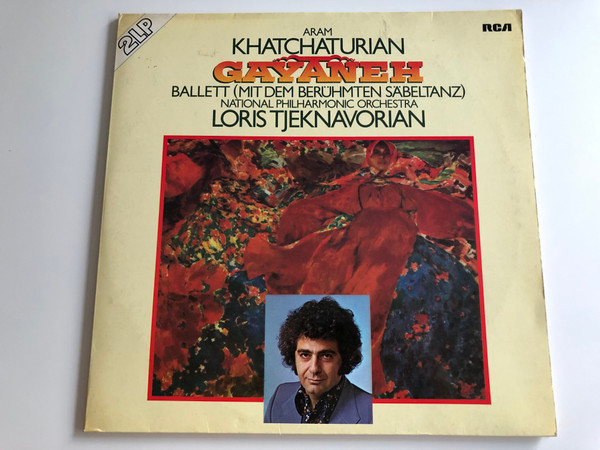 2LP
RCA
ARAM
KHATCHATURIAN
GAYANEH
BALLETT (MIT DEM BERÜHMTEN SÄBELTANZ)
NATIONAL PHILHARMONIC ORCHESTRA
LORIS TJEKNAVORIAN